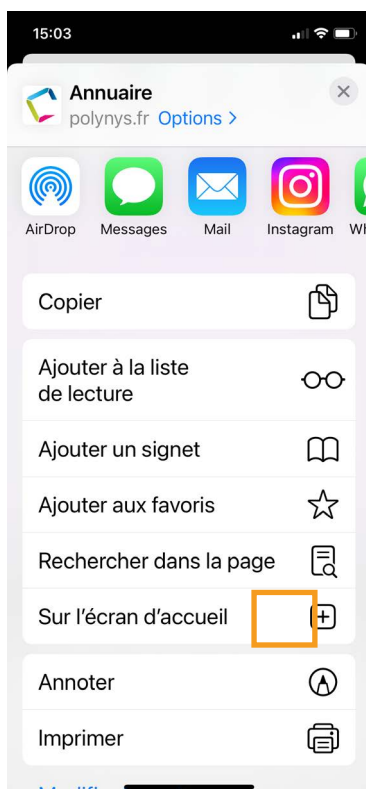 15:03
Annuaire
polynys.fr Options >
AirDrop Messages Mail Instagram
Copier
Ajouter à la liste
de lecture
Ajouter un signet
Ajouter aux favoris
Rechercher dans la page
Sur l’écran d’accueil
Annoter
Imprimer